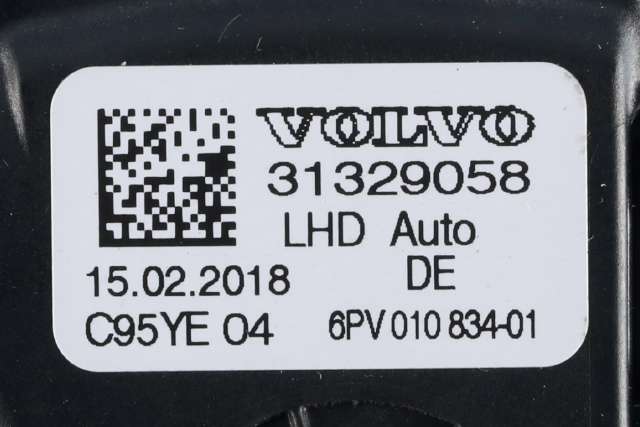 VOLVO
31329058
LHD Auto
15.02.2018 DE
C95YE 04 6PV 010 834-01